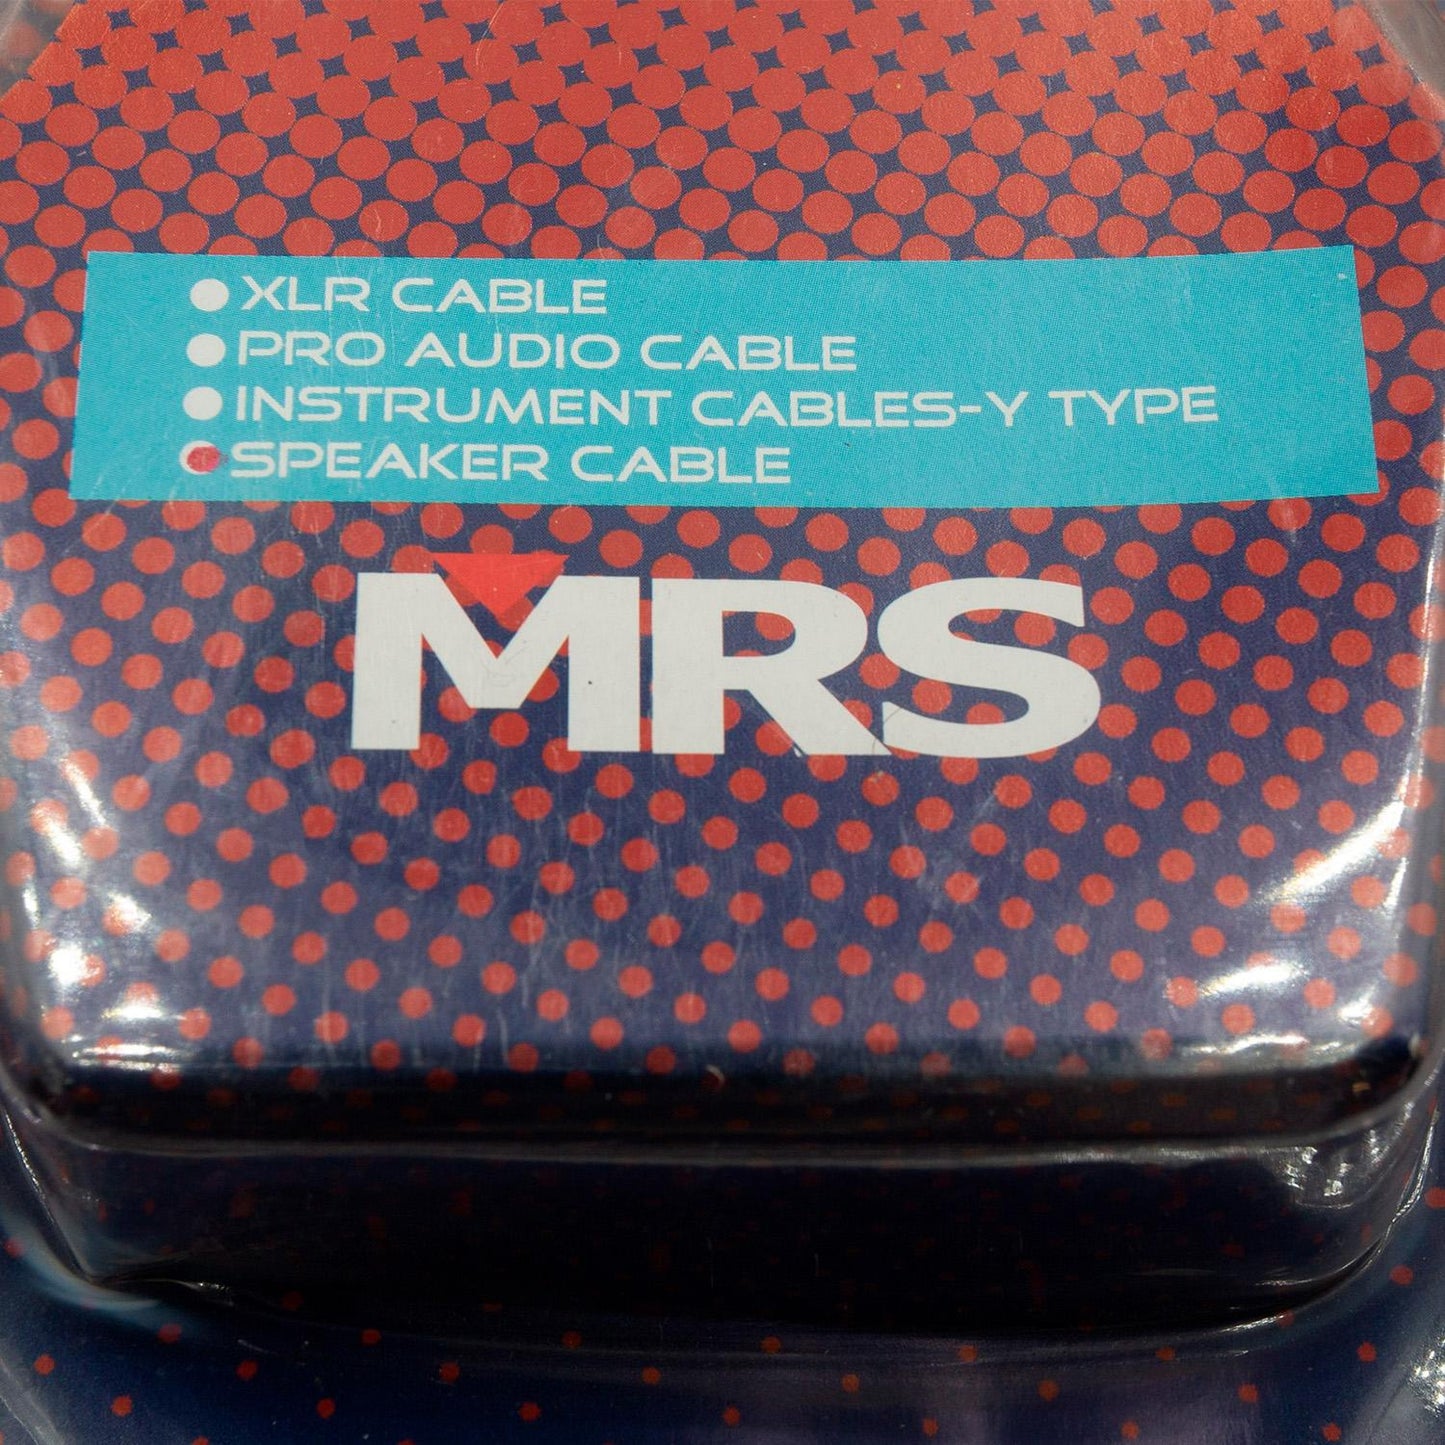 XLR CABLE
PRO AUDIO CABLE
INSTRUMENT CABLES-Y TYPE
SPEAKER CABLE
MRS